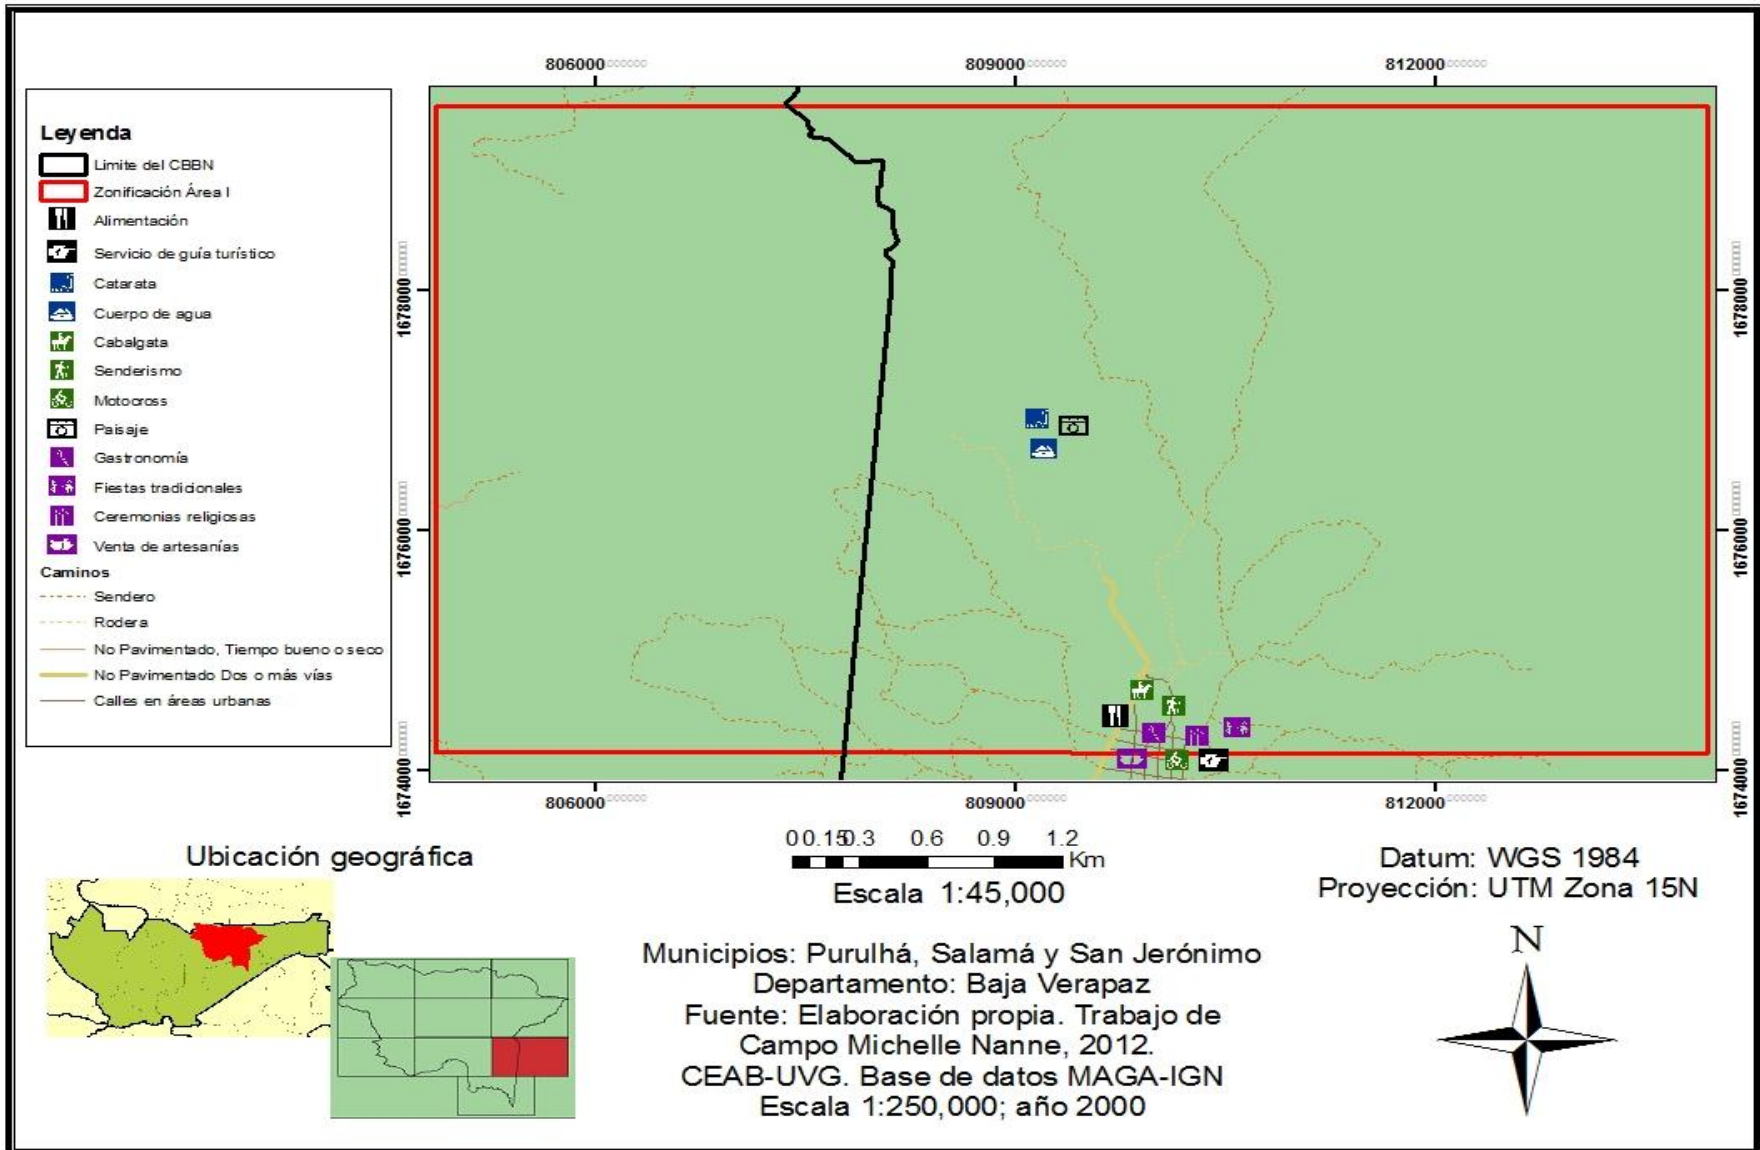 806000 809000 812000
Leyenda
Limite del CBBN
Zonificación Área I
Alimentación
Servicio de guía turístico
Catarata
Cuerpo de agua
Cabalgata
Senderismo
Motocross
Paisaje
Gastronomía
Fiestas tradicionales
Ceremonias religiosas
Venta de artesanías
Caminos
Sendero
Rodera
No Pavimentado, Tiempo bueno o seco
No Pavimentado Dos o más vías
Calles en áreas urbanas
1678000
1676000
1674000
1678000
1676000
1674000
806000 809000 812000
Ubicación geográfica
0 0.15 0.3 0.6 0.9 1.2
Km
Escala 1:45,000
Datum: WGS 1984
Proyección: UTM Zona 15N
N
Municipios: Purulhá, Salamá y San Jerónimo
Departamento: Baja Verapaz
Fuente: Elaboración propia. Trabajo de
Campo Michelle Nanne, 2012.
CEAB-UVG. Base de datos MAGA-IGN
Escala 1:250,000; año 2000